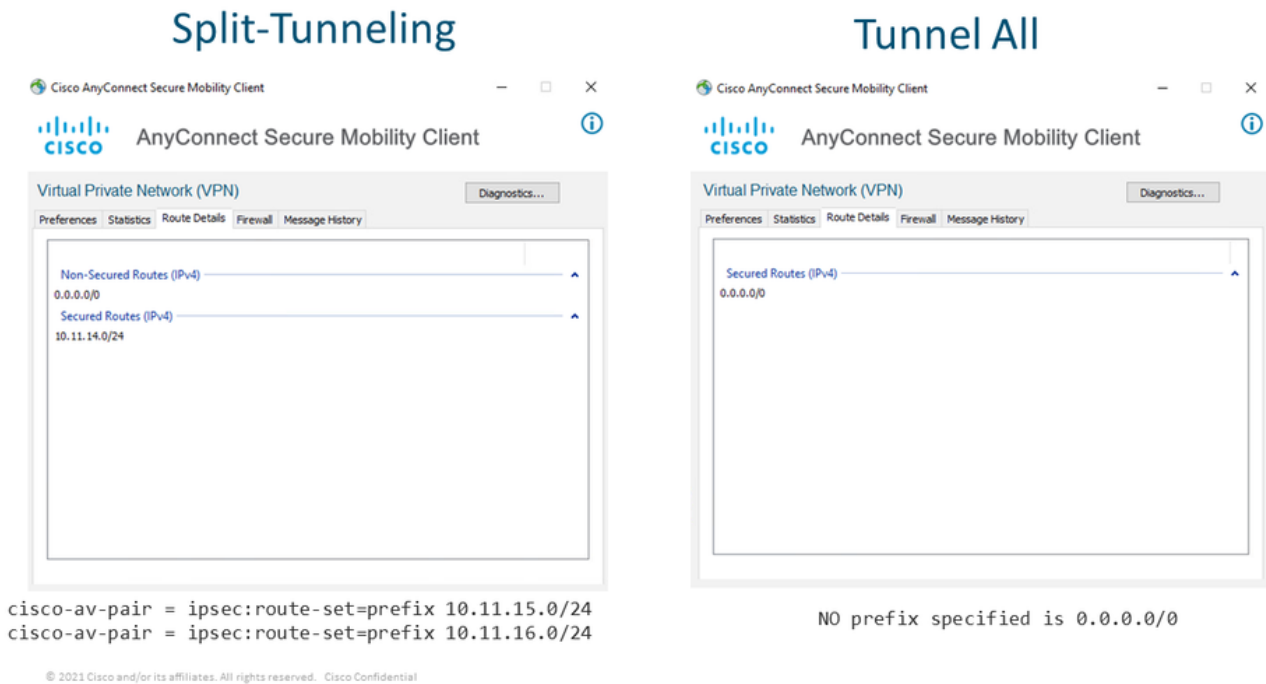 Split-Tunneling
Cisco AnyConnect Secure Mobility Client
CISCO
AnyConnect Secure Mobility Client
Virtual Private Network (VPN)
Diagnostics...
Preferences Statistics Route Details Firewall Message History
Non-Secured Routes (IPv4)
0.0.0.0/0
Secured Routes (IPv4)
10.11.14.0/24
cisco-av-pair = ipsec:route-set=prefix 10.11.15.0/24
cisco-av-pair = ipsec:route-set=prefix 10.11.16.0/24
Tunnel All
Cisco AnyConnect Secure Mobility Client
CISCO
AnyConnect Secure Mobility Client
Virtual Private Network (VPN)
Diagnostics...
Preferences Statistics Route Details Firewall Message History
Secured Routes (IPv4)
0.0.0.0/0
NO prefix specified is 0.0.0.0/0
© 2021 Cisco and/or its affiliates. All rights reserved. Cisco Confidential